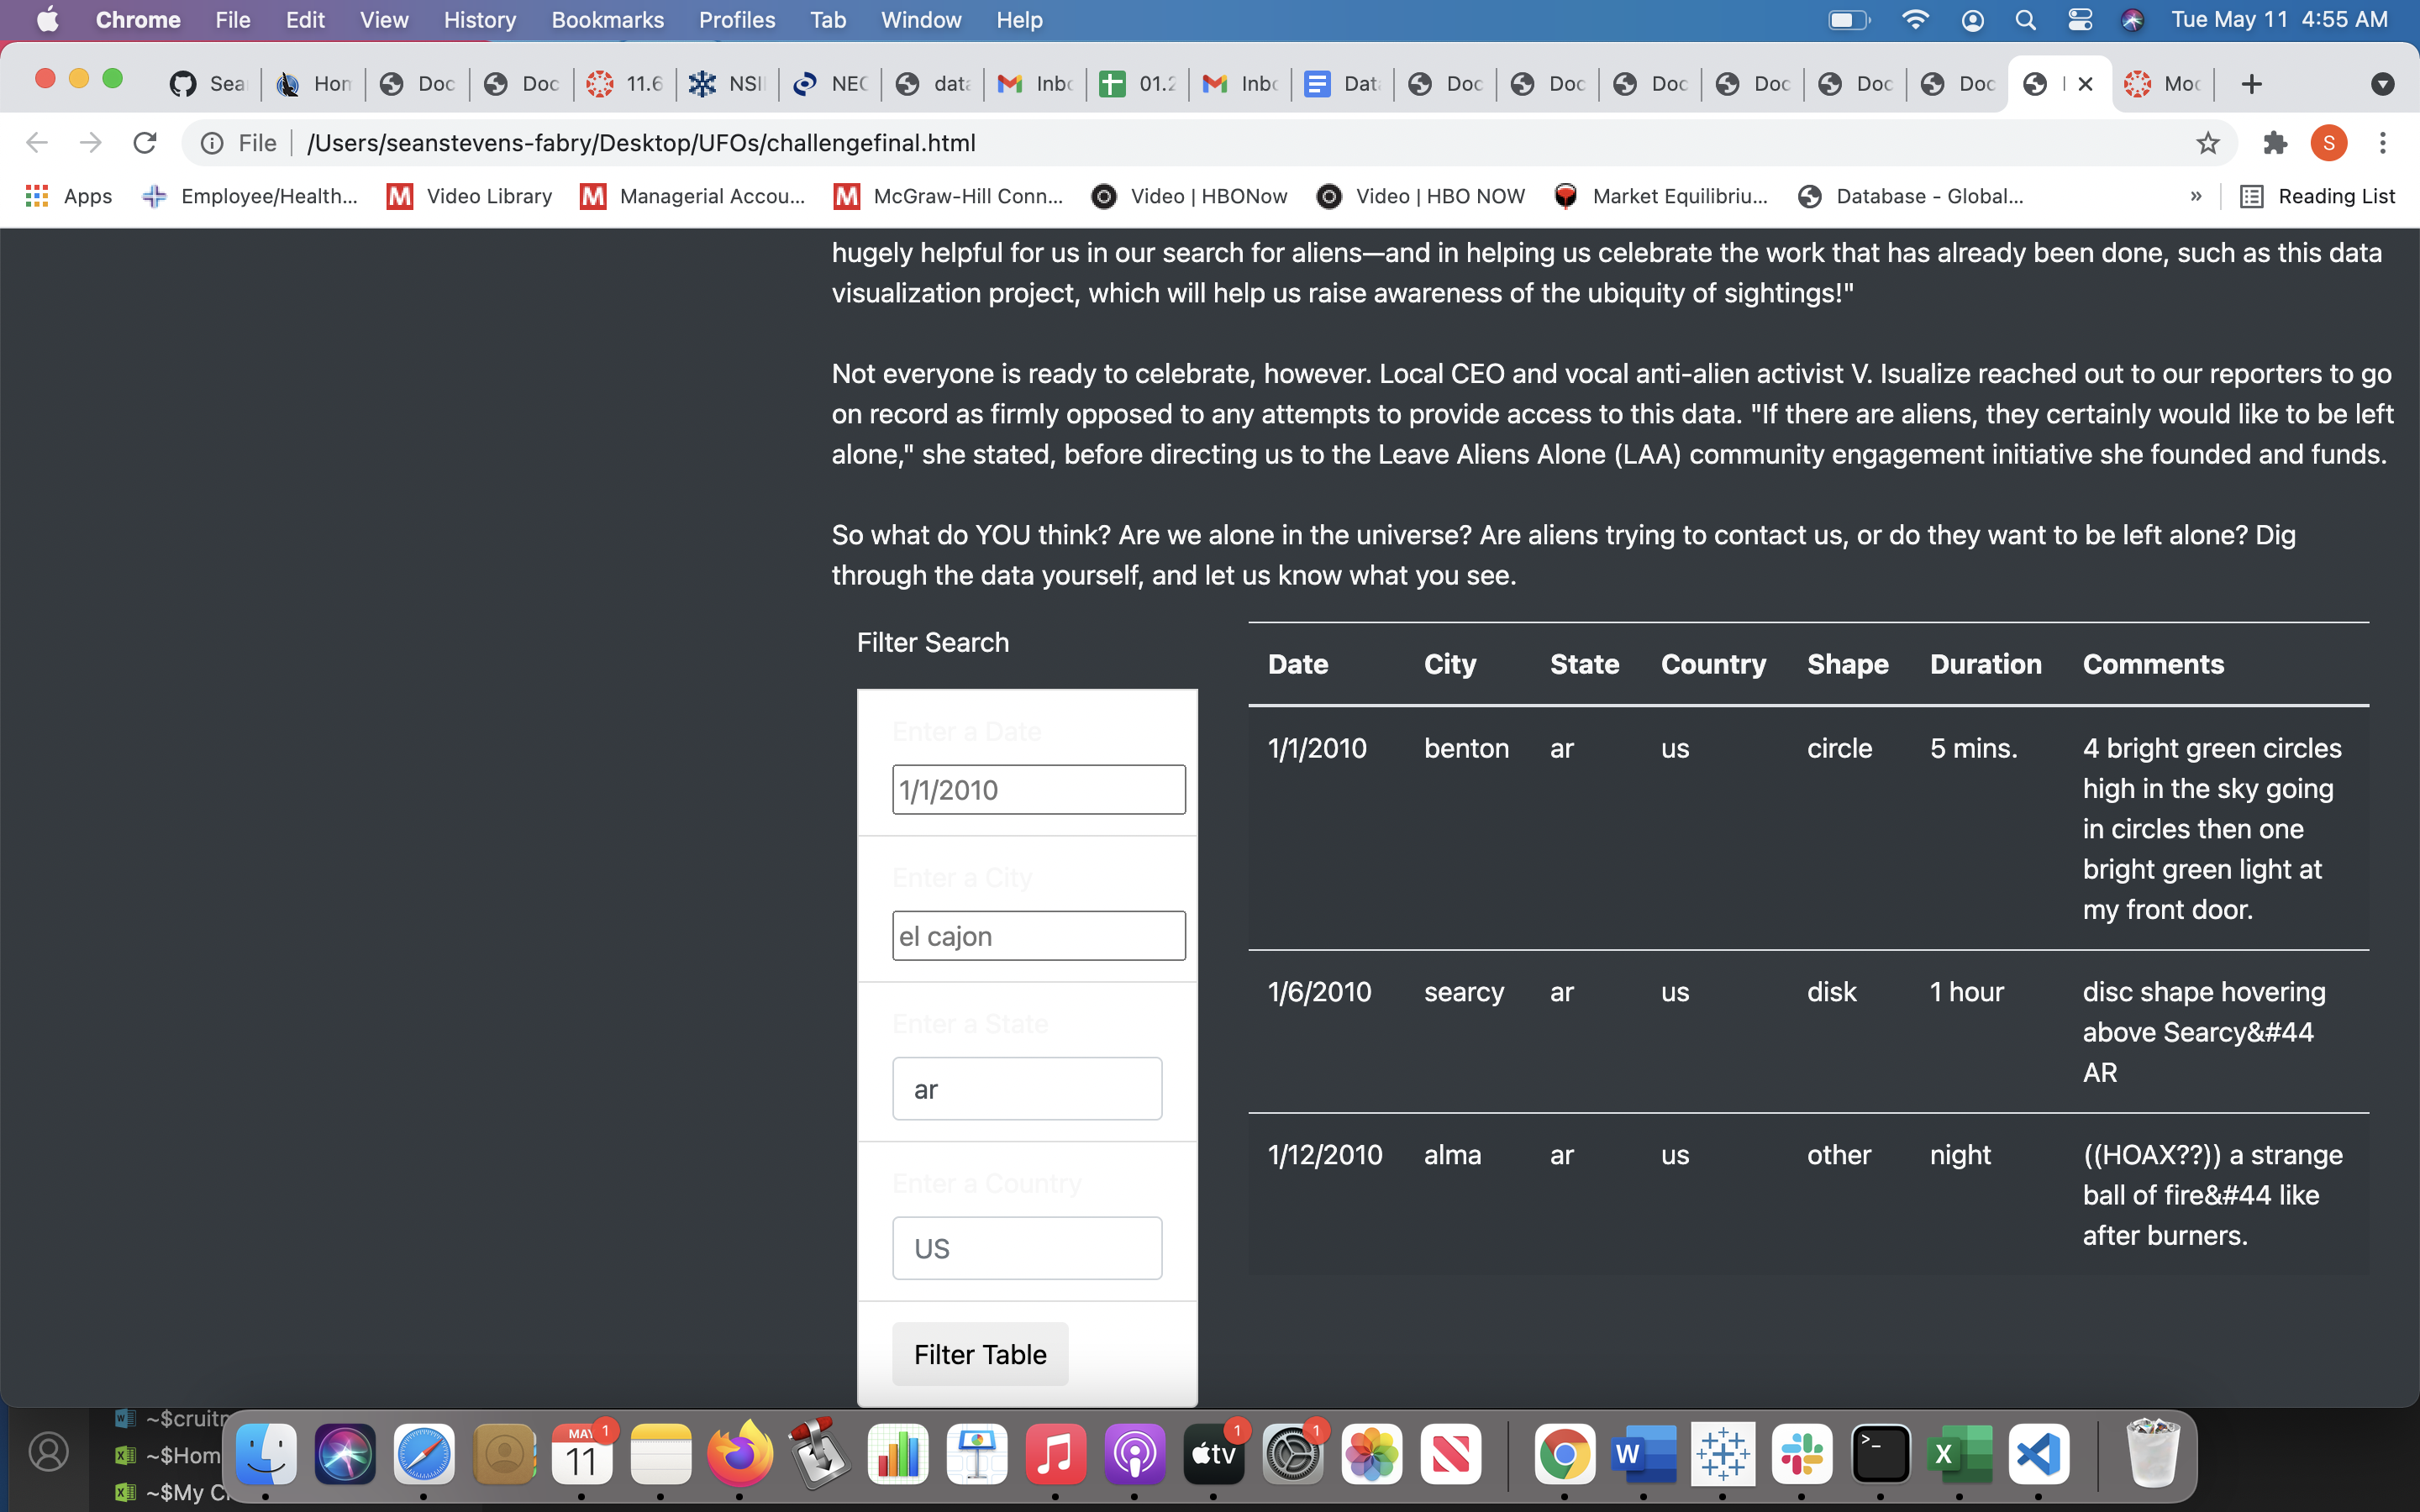 Chrome File Edit View History Bookmarks Profiles Tab Window Help Tue May 11 4:55 AM
Sea Hon Doc Doc 11.6 NSI NEC data Inbo 01.2 Inbo Data Doc Doc Doc Doc Doc Doc Moc
File /Users/seanstevens-fabry/Desktop/UFOs/challengefinal.html S
Apps Employee/Health... Video Library Managerial Accou... McGraw-Hill Conn... Video | HBONow Video | HBO NOW Market Equilibriu... Database - Global... » Reading List
hugely helpful for us in our search for aliens—and in helping us celebrate the work that has already been done, such as this data
visualization project, which will help us raise awareness of the ubiquity of sightings!"
Not everyone is ready to celebrate, however. Local CEO and vocal anti-alien activist V. Isualize reached out to our reporters to go
on record as firmly opposed to any attempts to provide access to this data. "If there are aliens, they certainly would like to be left
alone," she stated, before directing us to the Leave Aliens Alone (LAA) community engagement initiative she founded and funds.
So what do YOU think? Are we alone in the universe? Are aliens trying to contact us, or do they want to be left alone? Dig
through the data yourself, and let us know what you see.
Filter Search
Enter a Date
1/1/2010
Enter a City
el cajon
Enter a State
ar
Enter a Country
US
Filter Table
Date City State Country Shape Duration Comments
1/1/2010 benton ar us circle 5 mins. 4 bright green circles
high in the sky going
in circles then one
bright green light at
my front door.
1/6/2010 searcy ar us disk 1 hour disc shape hovering
above Searcy&#44
AR
1/12/2010 alma ar us other night ((HOAX??)) a strange
ball of fire&#44 like
after burners.
~$cruitr
~$Hom
~$My C
MAY 11 1
tv 1
1
W
>_
X